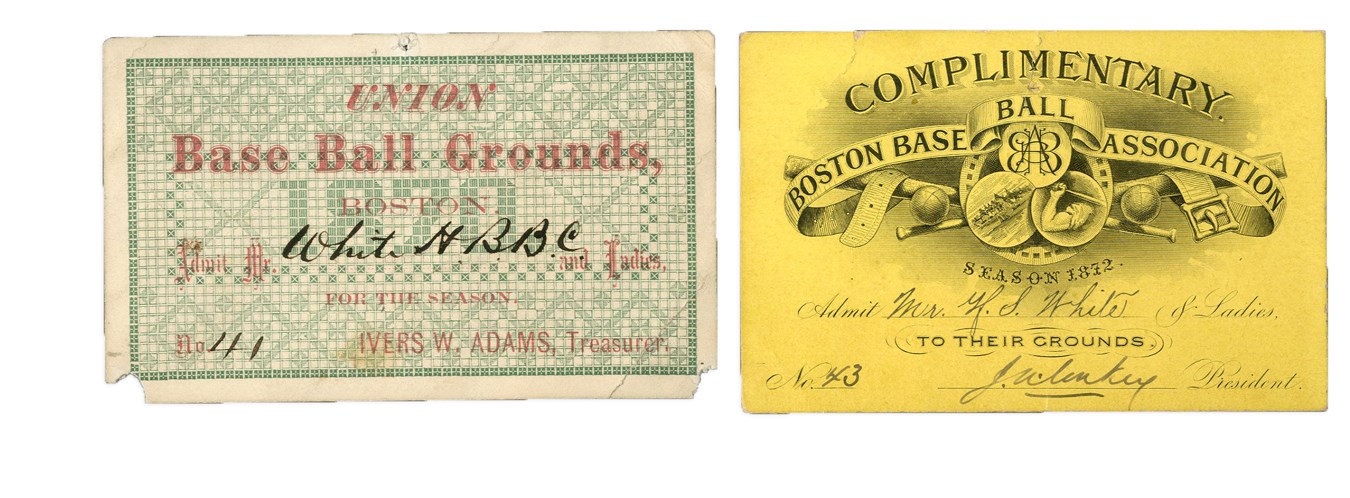 UNION
Base Ball Grounds,
BOSTON.
Admit Mr. White H.B.B.C. and Ladies,
FOR THE SEASON.
No 41 IVERS W. ADAMS, Treasurer.
COMPLIMENTARY.
BOSTON BASE BALL ASSOCIATION
SEASON 1872.
Admit Mr. H. S. White & Ladies,
TO THEIR GROUNDS.
No. 43 President.